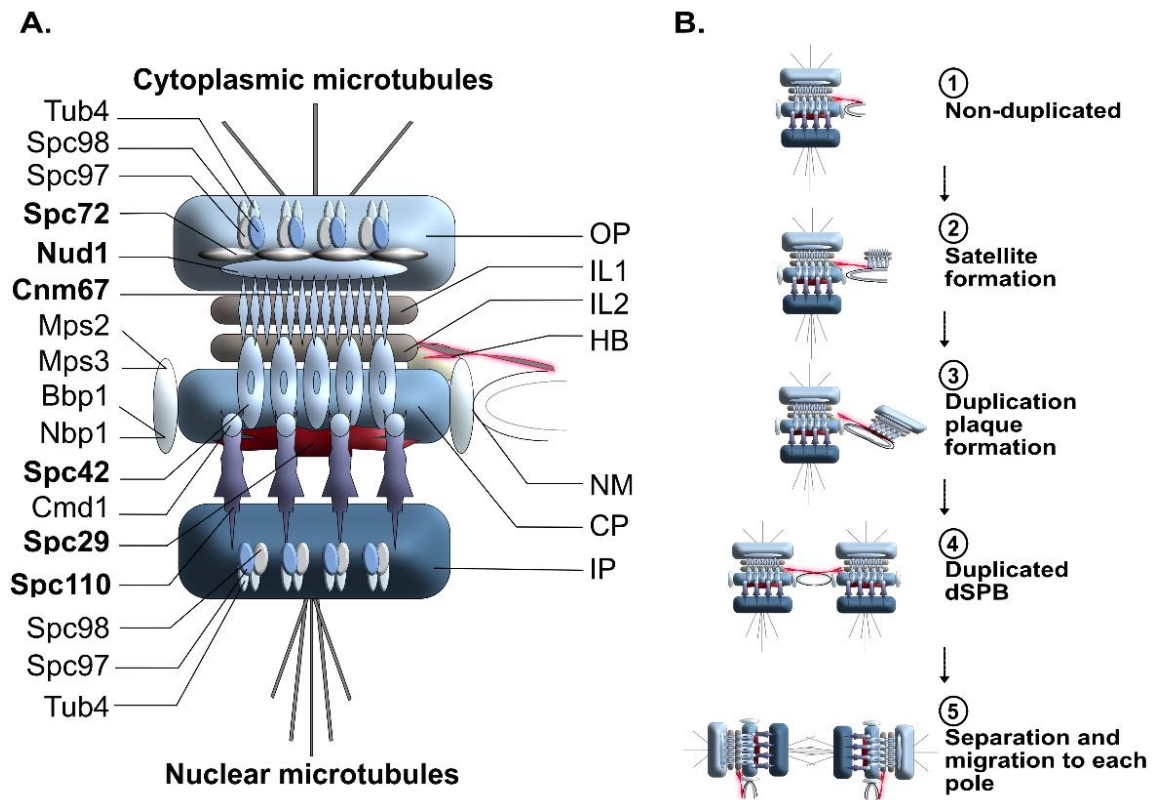 A.
Cytoplasmic microtubules
Tub4
Spc98
Spc97
Spc72
Nud1
Cnm67
Mps2
Mps3
Bbp1
Nbp1
Spc42
Cmd1
Spc29
Spc110
Spc98
Spc97
Tub4
OP
IL1
IL2
HB
NM
CP
IP
Nuclear microtubules
B.
1
Non-duplicated
2
Satellite
formation
3
Duplication
plaque
formation
4
Duplicated
dSPB
5
Separation and
migration to each
pole